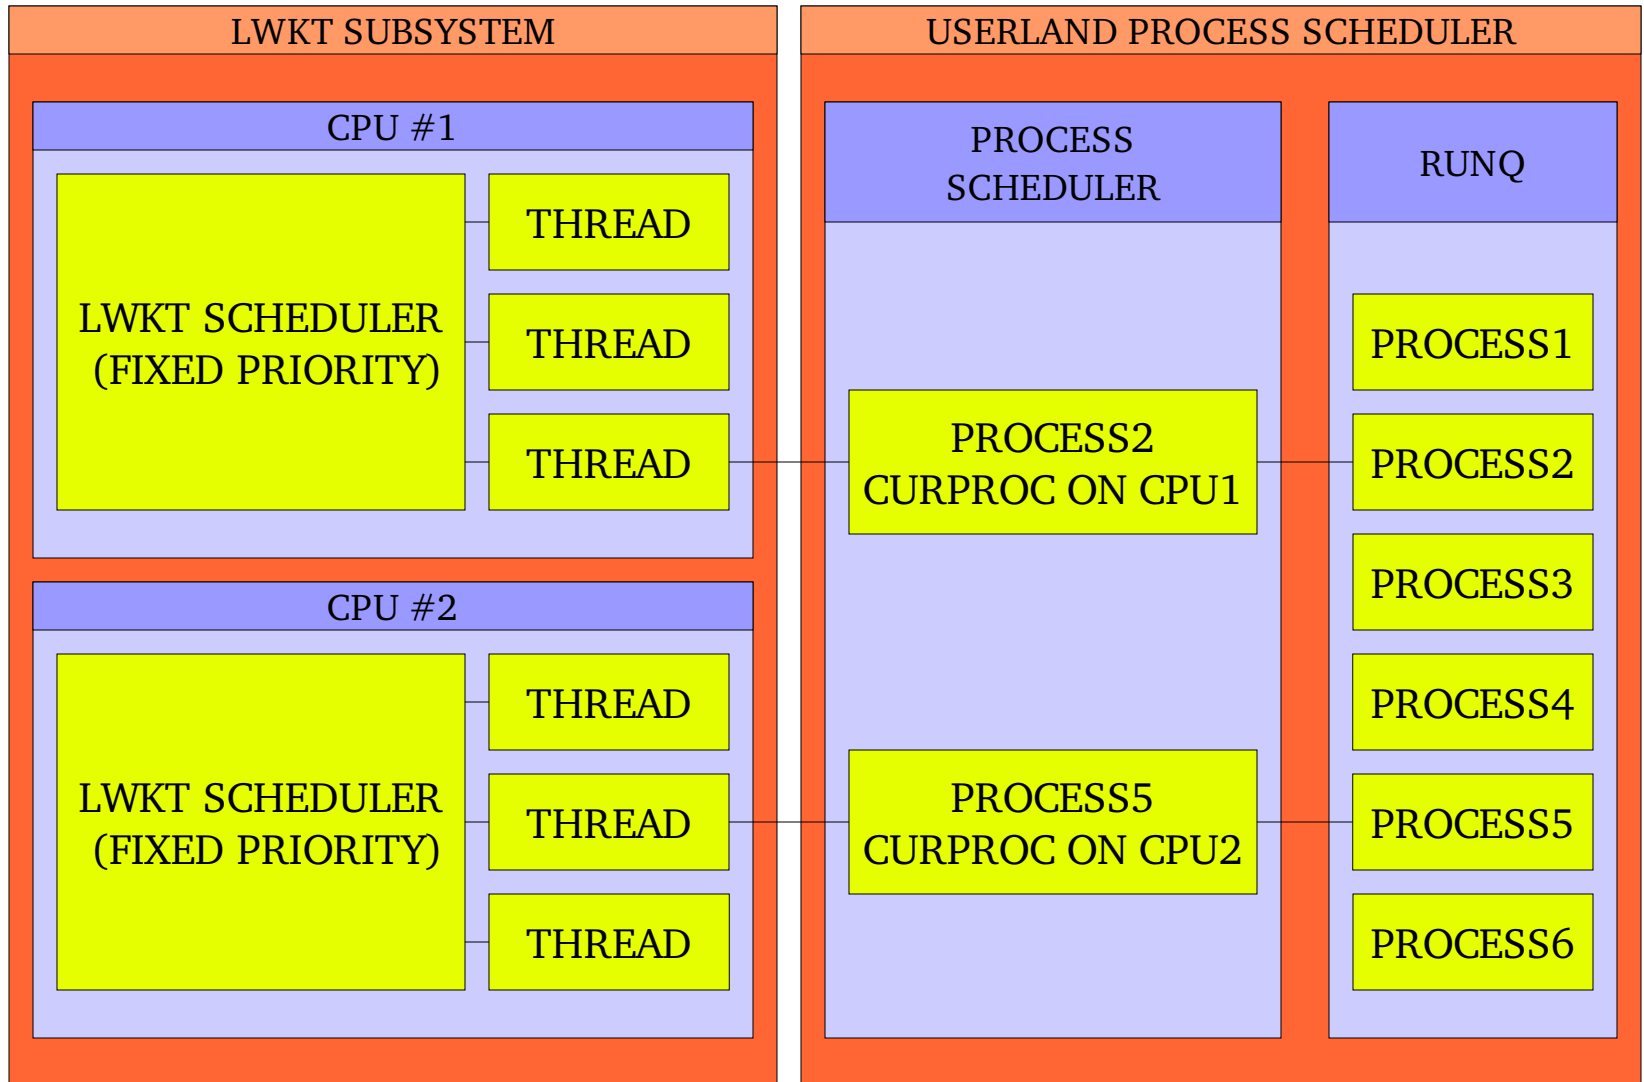 LWKT SUBSYSTEM
CPU #1
LWKT SCHEDULER
(FIXED PRIORITY)
THREAD
THREAD
THREAD
CPU #2
LWKT SCHEDULER
(FIXED PRIORITY)
THREAD
THREAD
THREAD
USERLAND PROCESS SCHEDULER
PROCESS
SCHEDULER
PROCESS2
CURPROC ON CPU1
PROCESS5
CURPROC ON CPU2
RUNQ
PROCESS1
PROCESS2
PROCESS3
PROCESS4
PROCESS5
PROCESS6